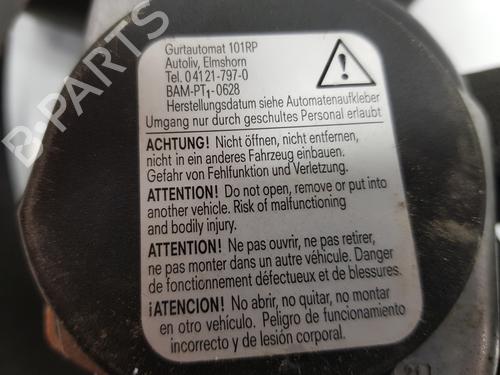 Gurtautomat 101RP
Autoliv, Elmshorn
Tel. 0 41 21-797-0
BAM-PT₁-0628
Herstellungsdatum siehe Automatenaufkleber
Umgang nur durch geschultes Personal erlaubt
ACHTUNG! Nicht öffnen, nicht entfernen,
nicht in ein anderes Fahrzeug einbauen.
Gefahr von Fehlfunktion und Verletzung.
ATTENTION! Do not open, remove or put into
another vehicle. Risk of malfunctioning
and bodily injury.
ATTENTION! Ne pas ouvrir, ne pas retirer,
ne pas monter dans un autre véhicule. Danger
de fonctionnement défectueux et de blessures.
¡ATENCION! No abrir, no quitar, no montar
en otro vehículo. Peligro de funcionamiento
incorrecto y de lesión corporal.
B-PARTS